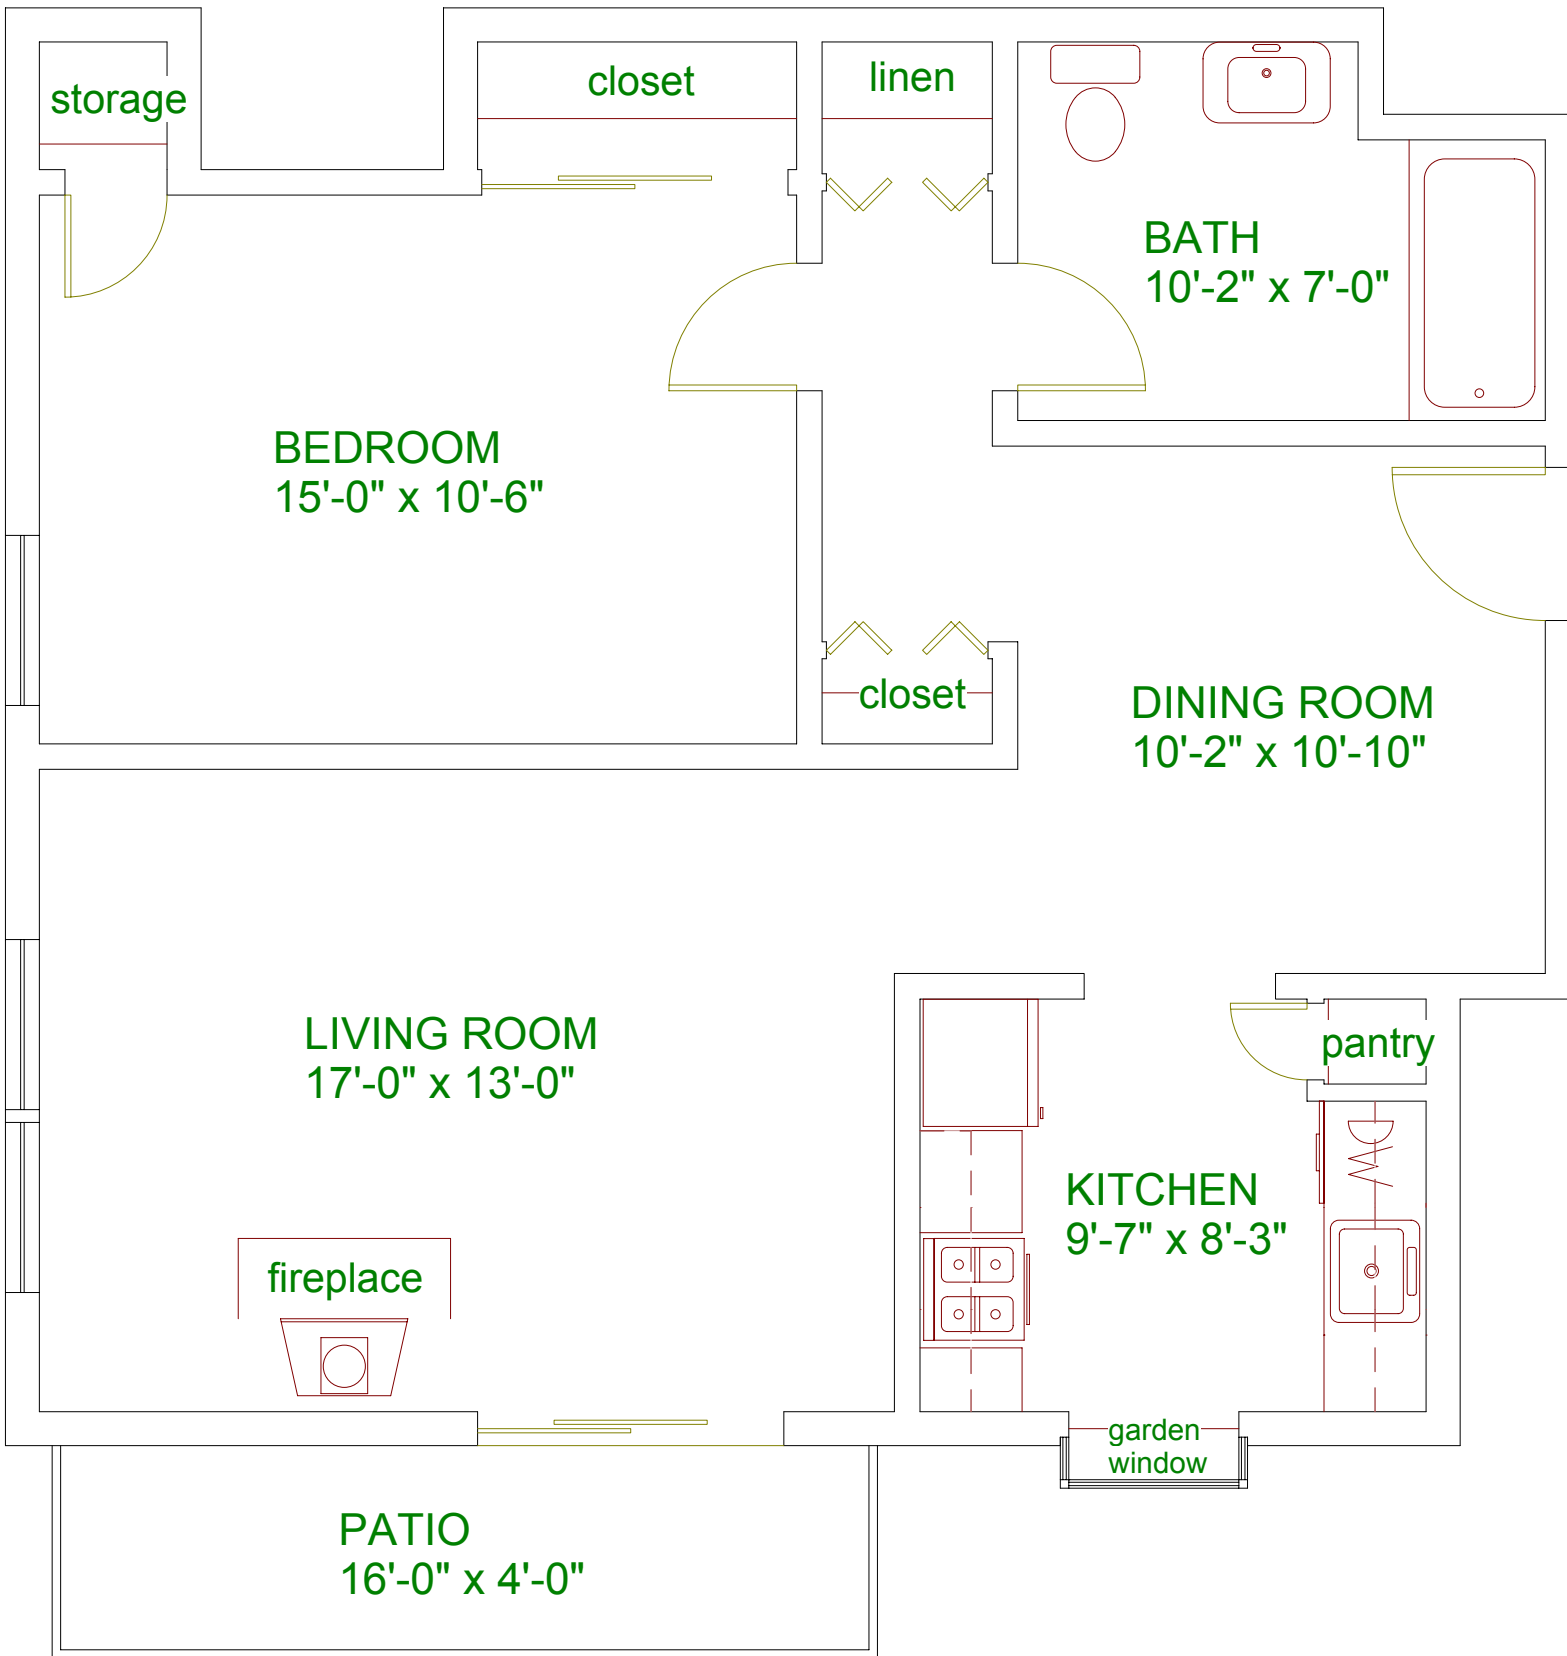 storage
closet
linen
BATH
10'-2" x 7'-0"
BEDROOM
15'-0" x 10'-6"
closet
DINING ROOM
10'-2" x 10'-10"
LIVING ROOM
17'-0" x 13'-0"
pantry
DW
KITCHEN
9'-7" x 8'-3"
fireplace
garden
window
PATIO
16'-0" x 4'-0"